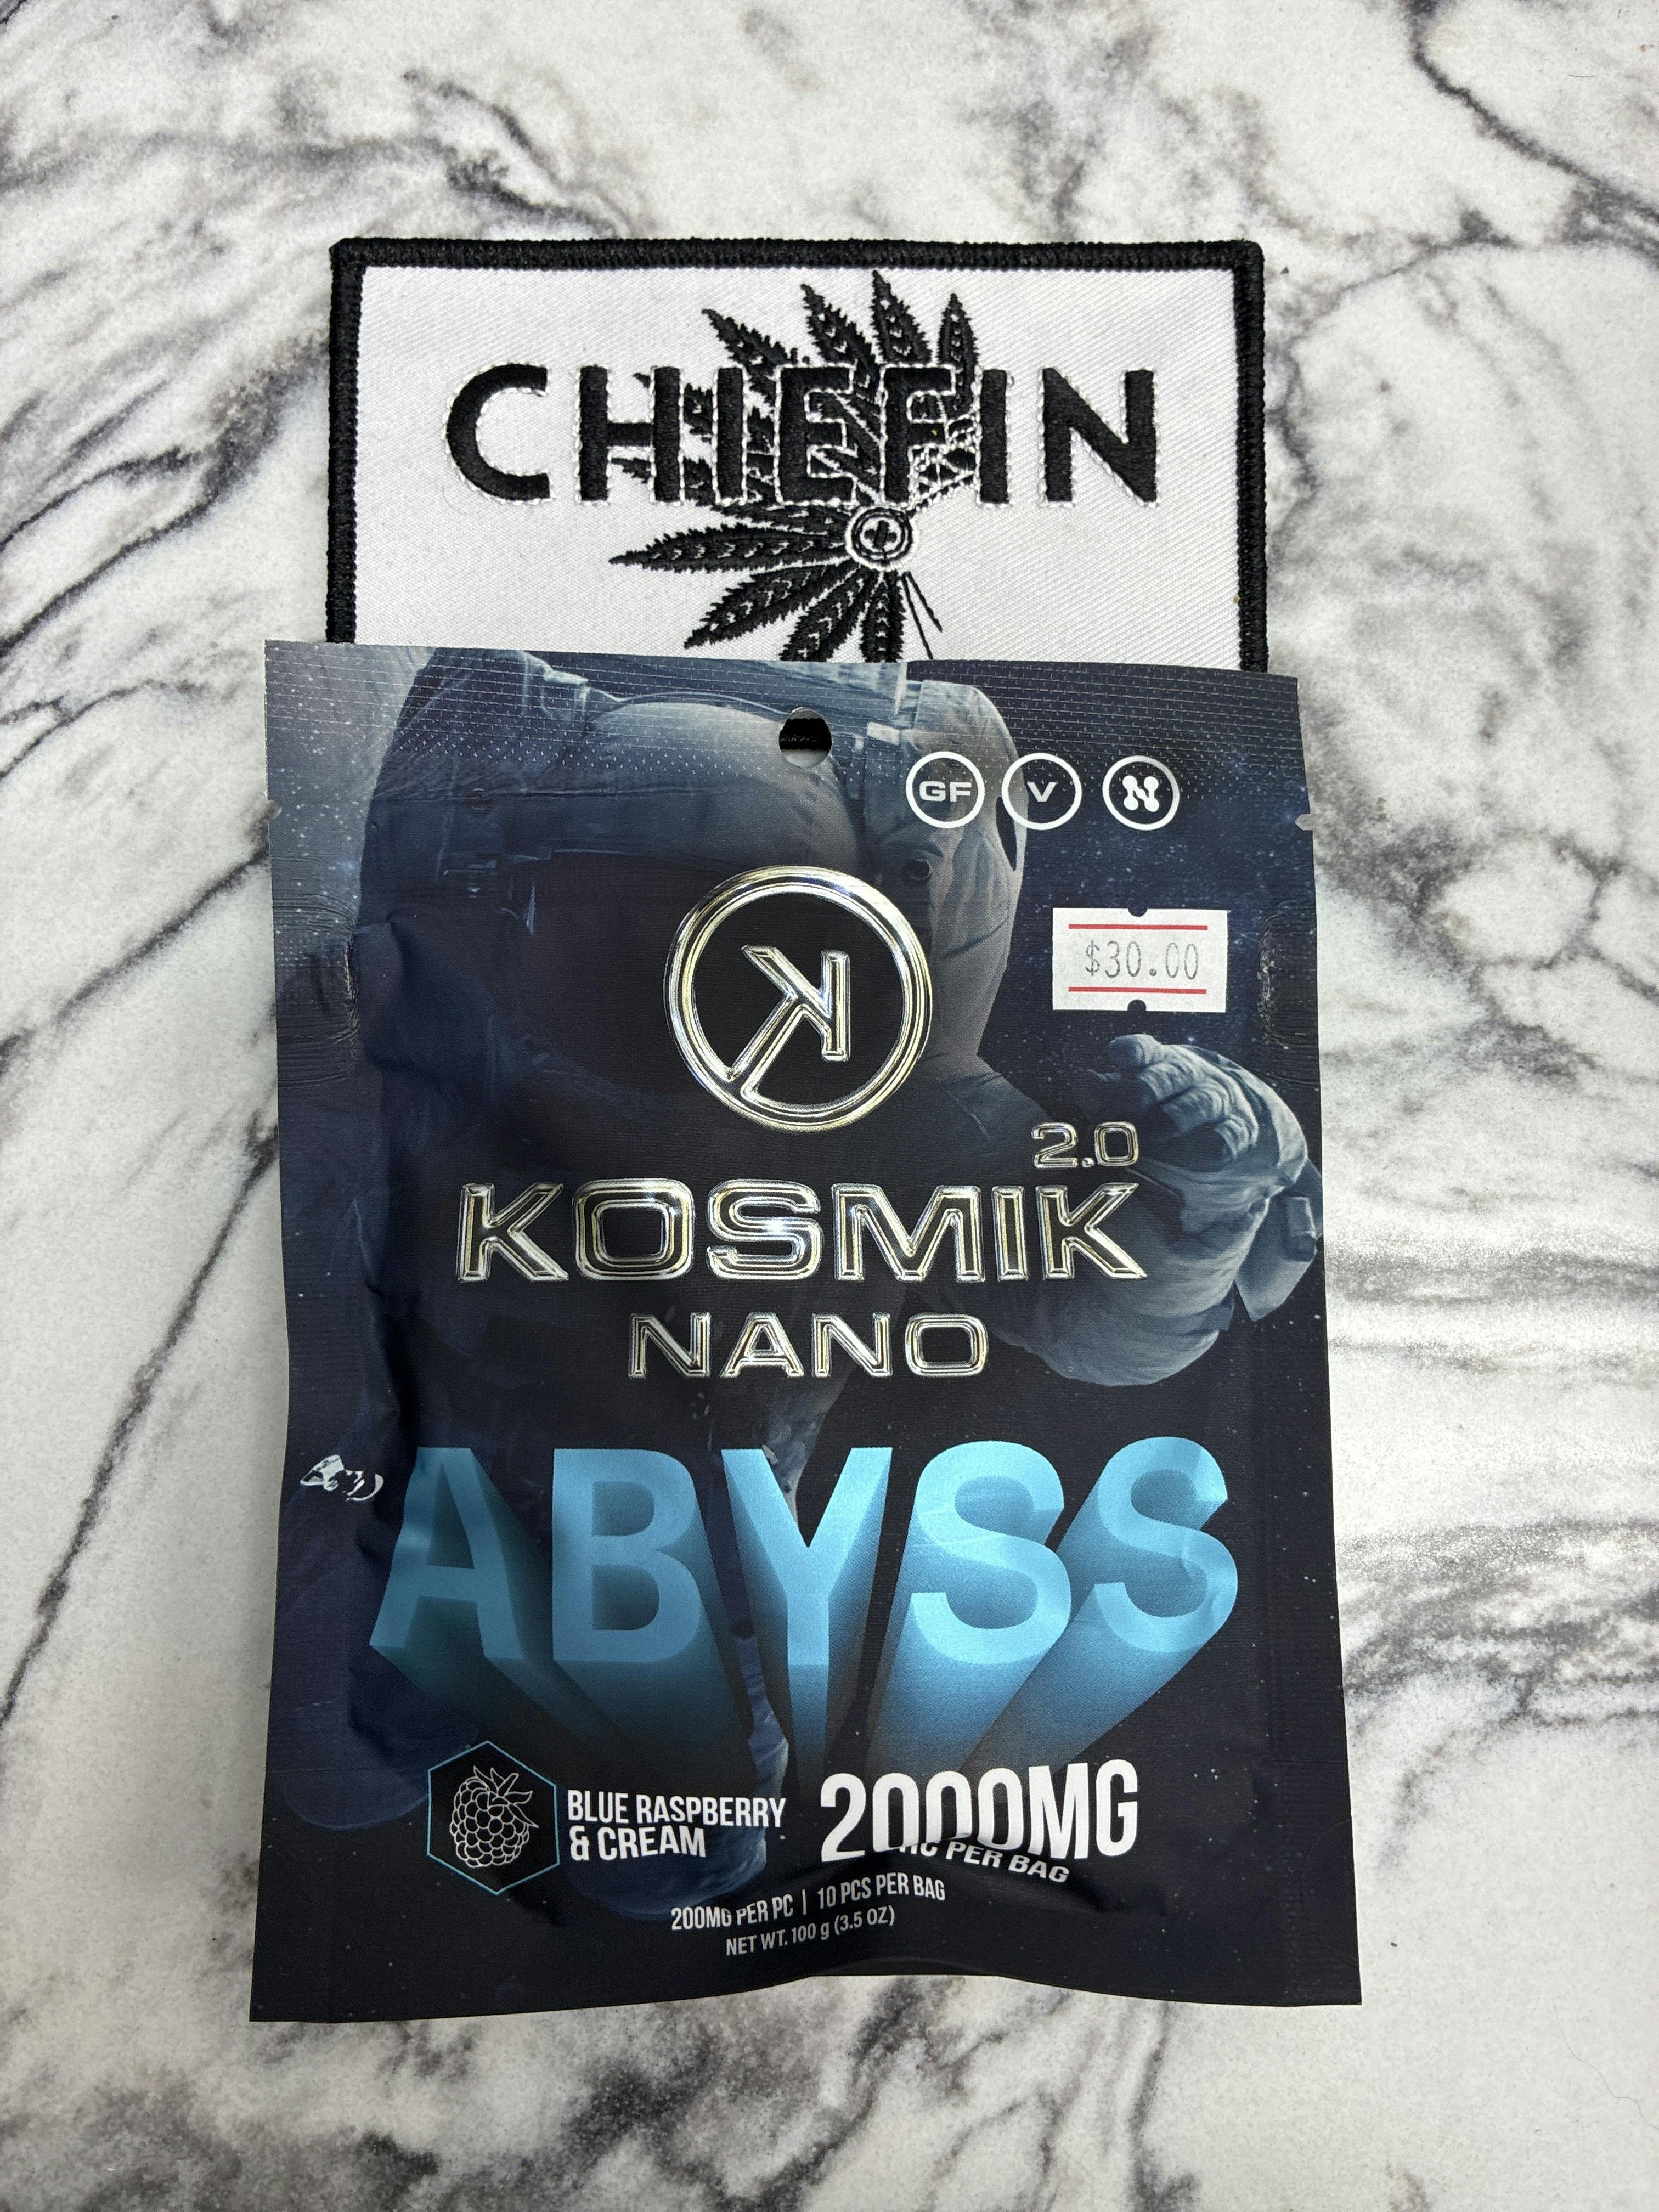 CHIEFIN
GF V N
$30.00
K
2.0
KOSMIK
NANO
ABYSS
BLUE RASPBERRY
& CREAM
2000MG
PER BAG
200MG PER PC | 10 PCS PER BAG
NET WT. 100 g (3.5 OZ)